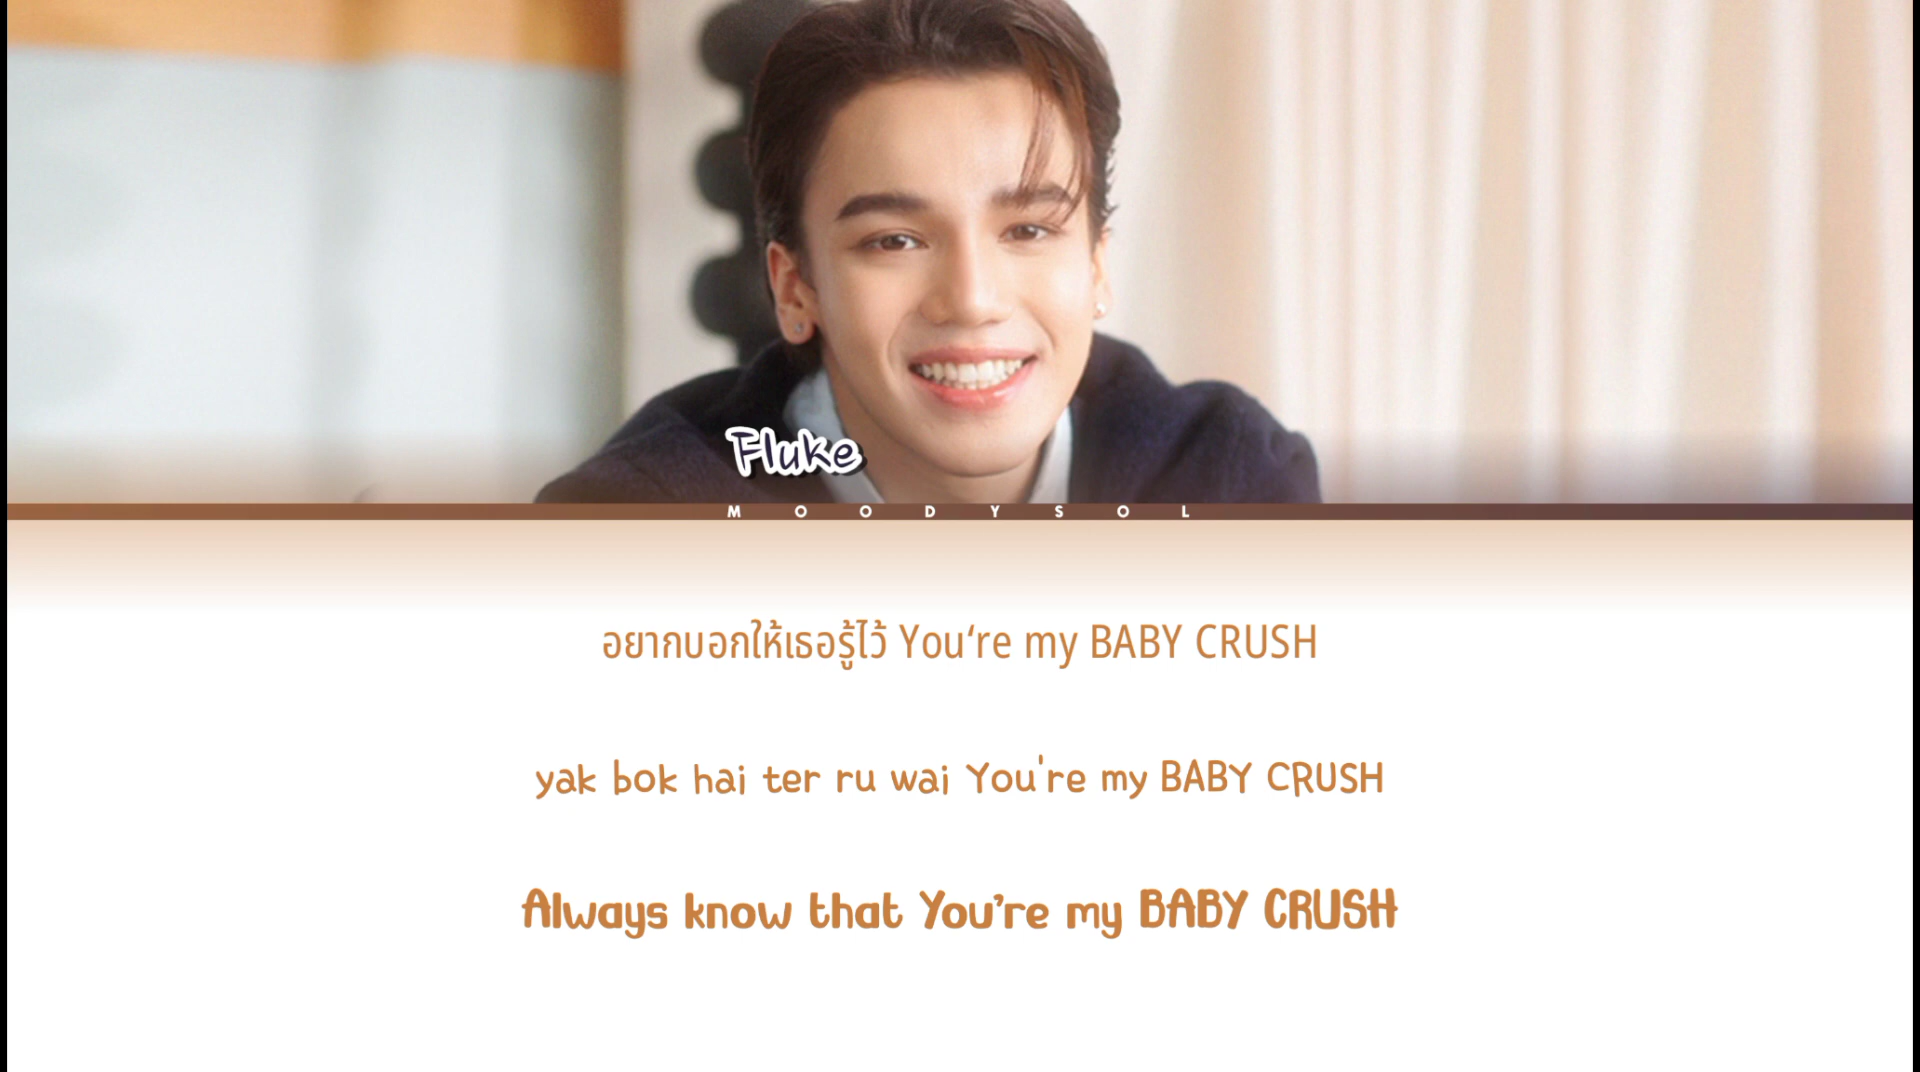 Fluke
MOODYSOL
อยากบอกให้เธอรู้ไว้ You‘re my BABY CRUSH
yak bok hai ter ru wai You're my BABY CRUSH
Always know that You’re my BABY CRUSH